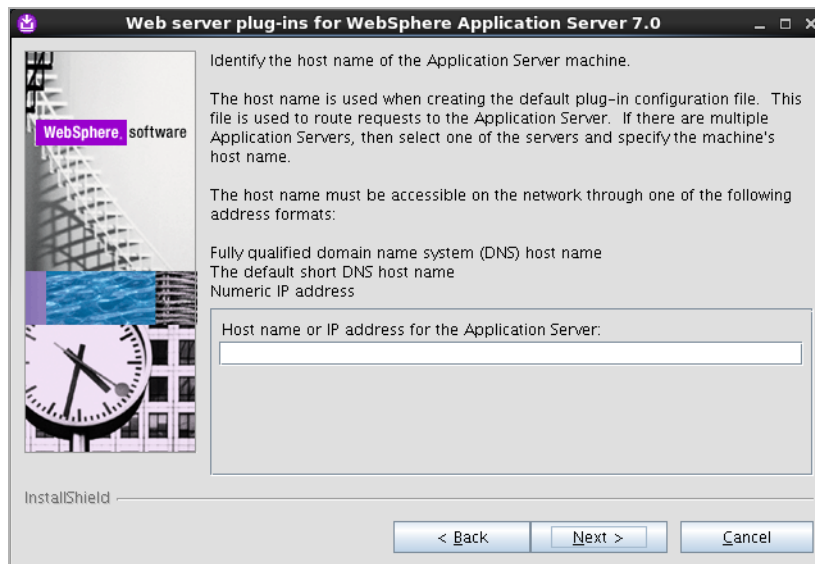 Web server plug-ins for WebSphere Application Server 7.0
WebSphere. software
Identify the host name of the Application Server machine.
The host name is used when creating the default plug-in configuration file. This
file is used to route requests to the Application Server. If there are multiple
Application Servers, then select one of the servers and specify the machine's
host name.
The host name must be accessible on the network through one of the following
address formats:
Fully qualified domain name system (DNS) host name
The default short DNS host name
Numeric IP address
Host name or IP address for the Application Server:
InstallShield
< Back
Next >
Cancel